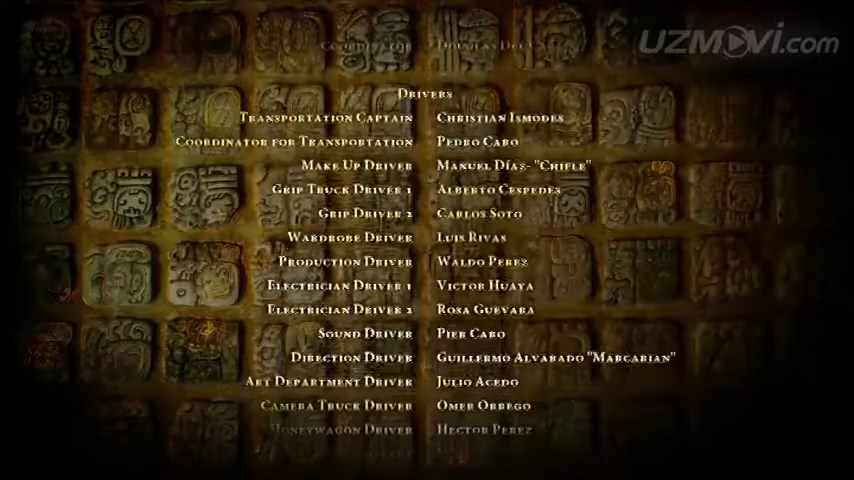 UZMOVi.com
Drivers
Transportation Captain Christian Ismodes
Coordinator for Transportation Pedro Cabo
Make Up Driver Manuel Díaz- "Chifle"
Grip Truck Driver 1 Alberto Cespedes
Grip Driver 2 Carlos Soto
Wardrobe Driver Luis Rivas
Production Driver Waldo Perez
Electrician Driver 1 Victor Huaya
Electrician Driver 2 Rosa Guevara
Sound Driver Pier Cabo
Direction Driver Guillermo Alvarado "Marcabian"
Art Department Driver Julio Acedo
Camera Truck Driver Omer Orbego
Honeywagon Driver Hector Perez